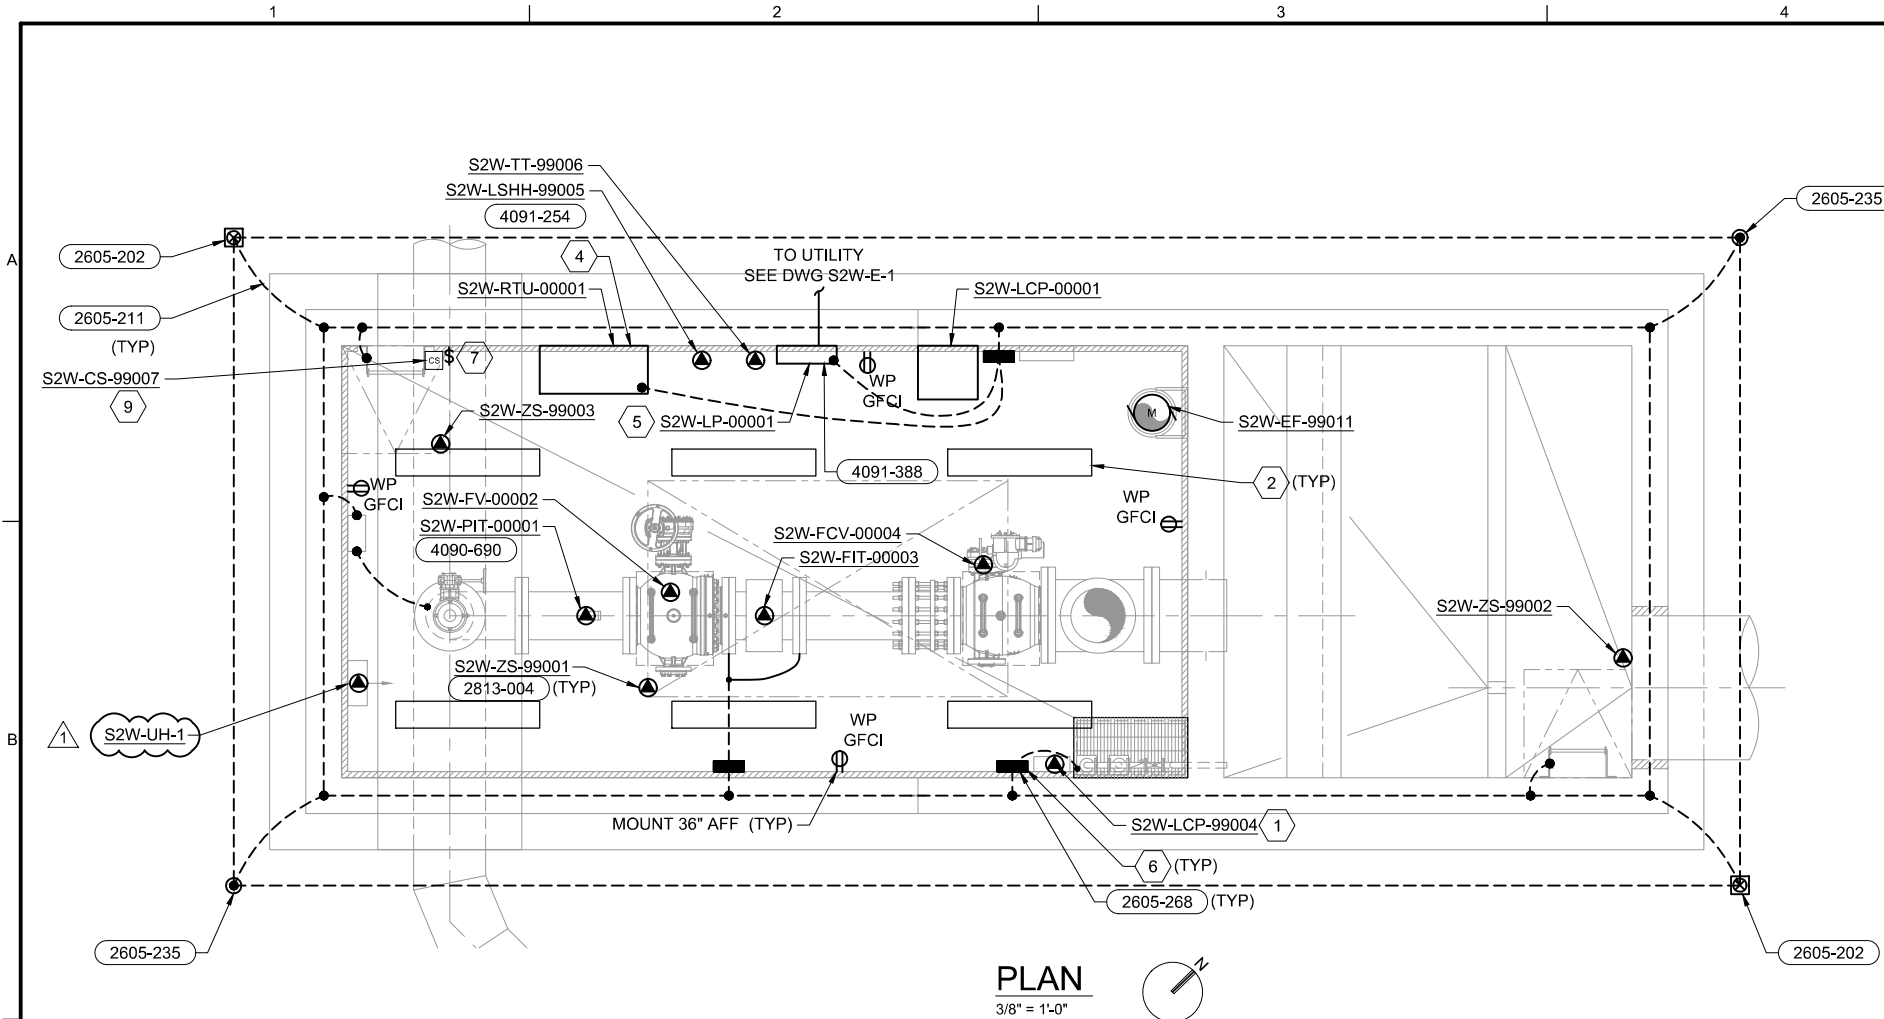 1 2 3 4
A
B
S2W-TT-99006
S2W-LSHH-99005
4091-254
4
S2W-RTU-00001
TO UTILITY
SEE DWG S2W-E-1
S2W-LCP-00001
2605-235
2605-202
2605-211
(TYP)
CS $ 7
S2W-CS-99007
9
S2W-ZS-99003
5 S2W-LP-00001
WP
GFCI
M
S2W-EF-99011
4091-388
2 (TYP)
WP
GFCI
S2W-FV-00002
S2W-PIT-00001
4090-690
WP
GFCI
S2W-FCV-00004
S2W-FIT-00003
S2W-ZS-99002
S2W-ZS-99001
2813-004 (TYP)
1 S2W-UH-1
WP
GFCI
MOUNT 36" AFF (TYP)
S2W-LCP-99004 1
6 (TYP)
2605-268 (TYP)
2605-235
2605-202
PLAN
3/8" = 1'-0"
N